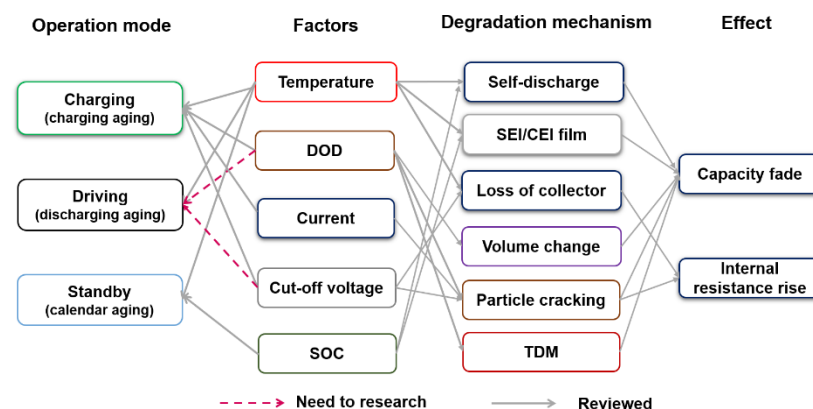 Operation mode
Factors
Degradation mechanism
Effect
Charging
(charging aging)
Driving
(discharging aging)
Standby
(calendar aging)
Temperature
DOD
Current
Cut-off voltage
SOC
Self-discharge
SEI/CEI film
Loss of collector
Volume change
Particle cracking
TDM
Capacity fade
Internal
resistance rise
Need to research
Reviewed